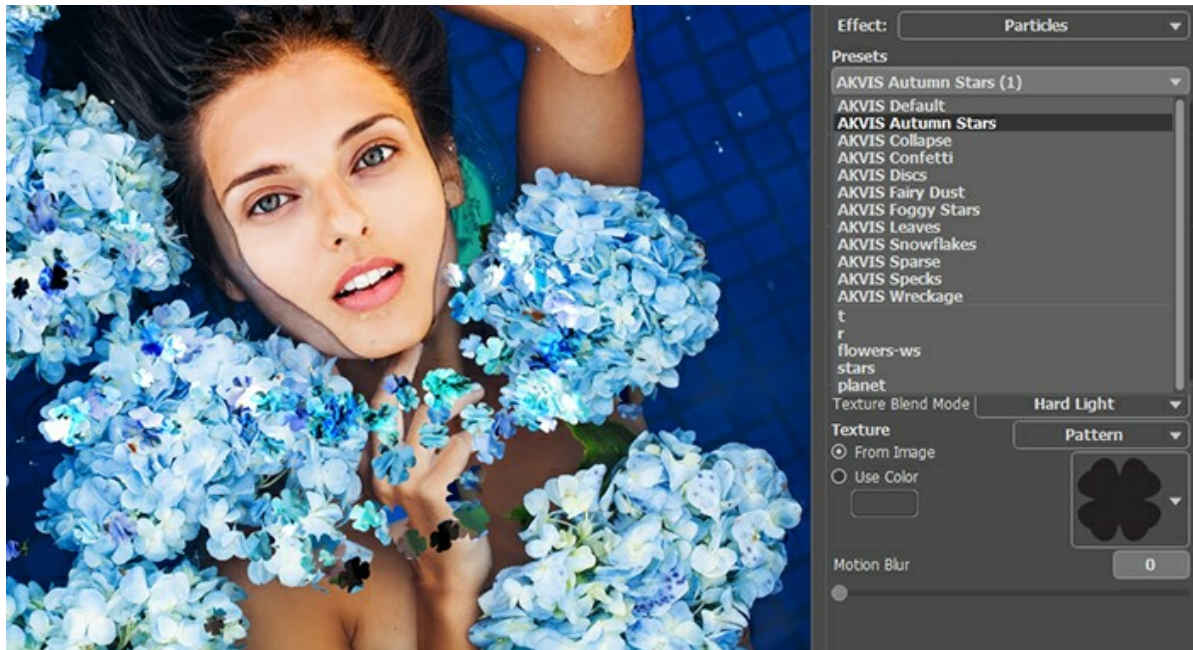 Effect: Particles
Presets
AKVIS Autumn Stars (1)
AKVIS Default
AKVIS Autumn Stars
AKVIS Collapse
AKVIS Confetti
AKVIS Discs
AKVIS Fairy Dust
AKVIS Foggy Stars
AKVIS Leaves
AKVIS Snowflakes
AKVIS Sparse
AKVIS Specks
AKVIS Wreckage
t
r
flowers-ws
stars
planet
Texture Blend Mode Hard Light
Texture Pattern
From Image
Use Color
Motion Blur 0